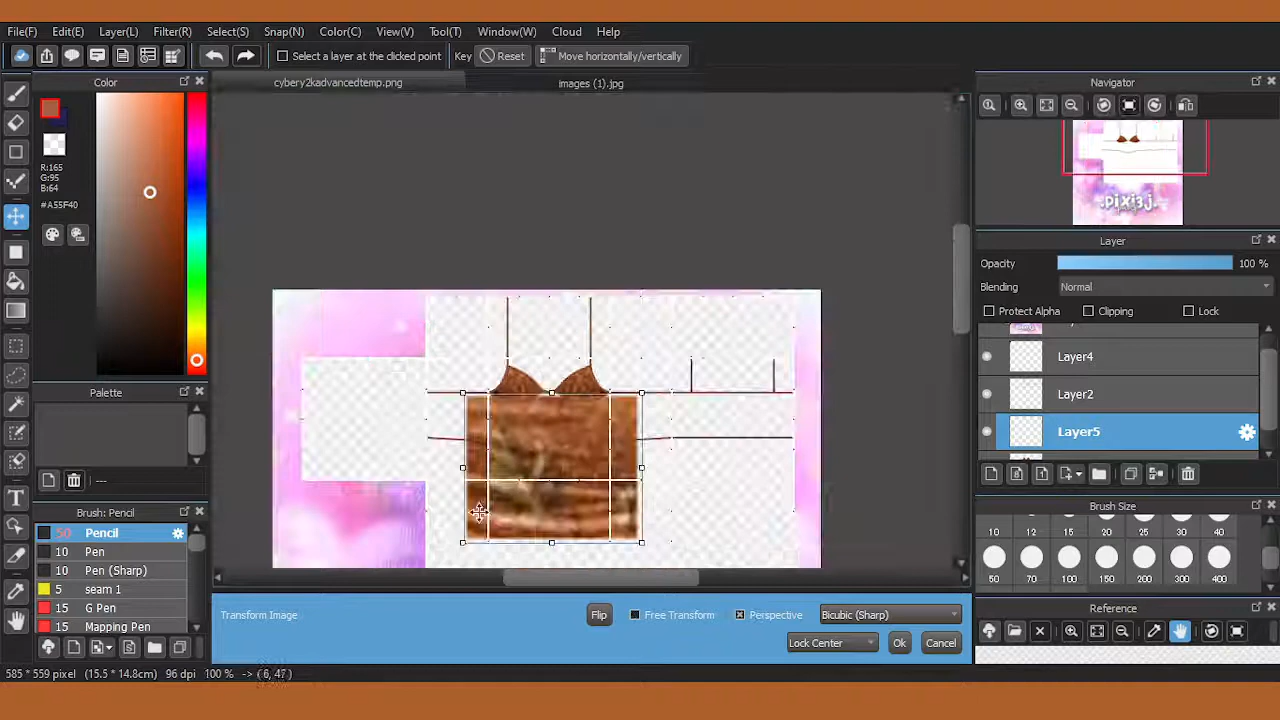 File(F) Edit(E) Layer(L) Filter(R) Select(S) Snap(N) Color(C) View(V) Tool(T) Window(W) Cloud Help
Select a layer at the clicked point Key Reset Move horizontally/vertically
Color
cybery2kadvancedtemp.png images (1).jpg
Navigator
R:165
G:95
B:64
#A55F40
.pixi3j.
Layer
Opacity 100 %
Blending Normal
Protect Alpha Clipping Lock
Layer4
Layer2
Layer5
Palette
---
Brush: Pencil
50 Pencil
10 Pen
10 Pen (Sharp)
5 seam 1
15 G Pen
15 Mapping Pen
Brush Size
10 12 15 20 25 30 40
50 70 100 150 200 300 400
Reference
Transform Image Flip Free Transform Perspective Bicubic (Sharp)
Lock Center Ok Cancel
585 * 559 pixel (15.5 * 14.8cm) 96 dpi 100 % -> ( 6, 47 )